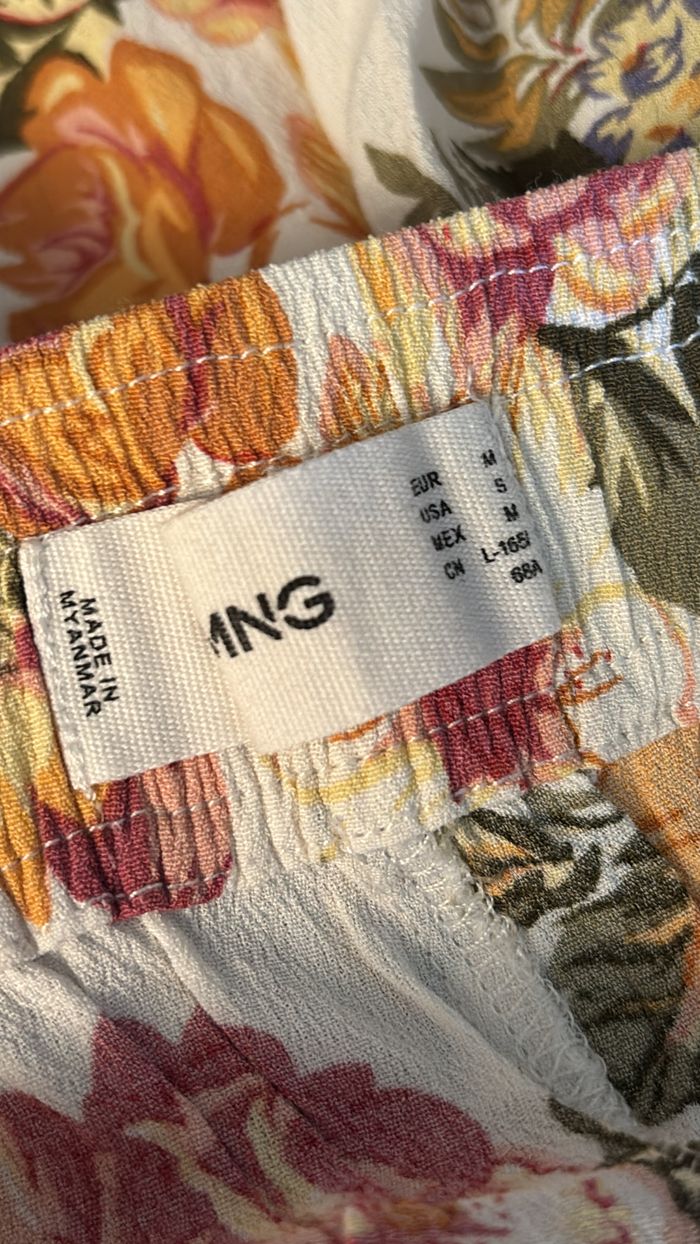 MNG
EUR M
USA S
MEX M
CN L-165/
68A
MADE IN
MYANMAR